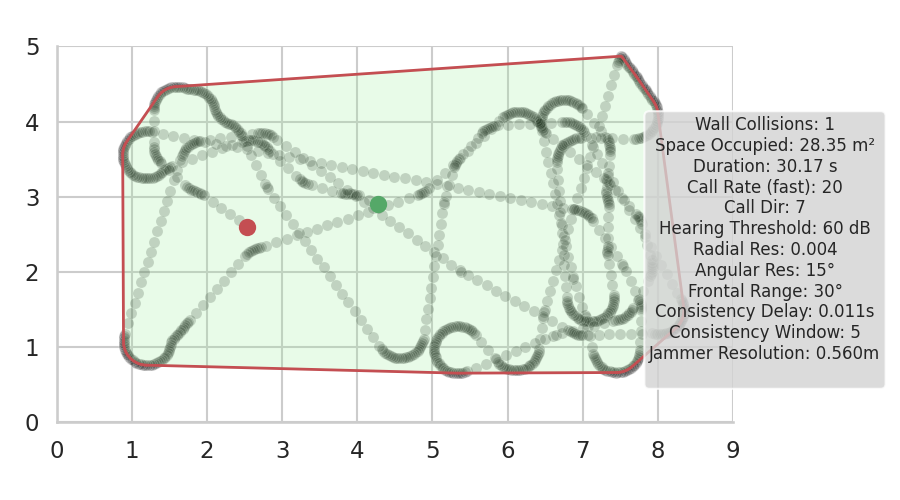 5
4
3
2
1
0
Wall Collisions: 1
Space Occupied: 28.35 m²
Duration: 30.17 s
Call Rate (fast): 20
Call Dir: 7
Hearing Threshold: 60 dB
Radial Res: 0.004
Angular Res: 15°
Frontal Range: 30°
Consistency Delay: 0.011s
Consistency Window: 5
Jammer Resolution: 0.560m
0 1 2 3 4 5 6 7 8 9